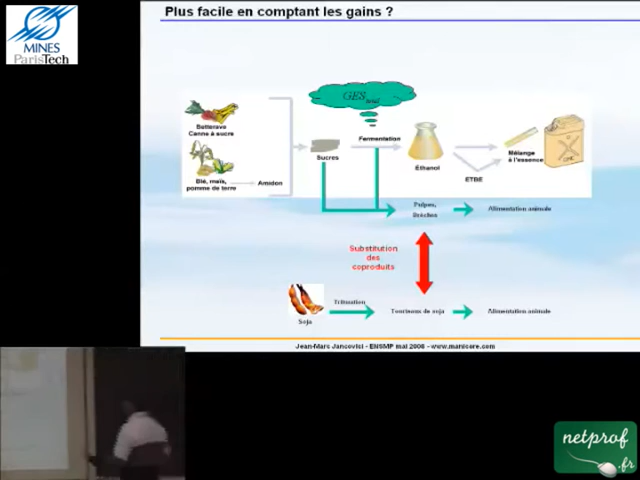 Plus facile en comptant les gains ?
MINES
ParisTech
GES
Betterave
Canne à sucre
Blé, maïs,
pomme de terre
Amidon
Sucres
Fermentation
Ethanol
ETBE
Mélange
à l'essence
Pulpes,
Drèches
Alimentation animale
Substitution
des
coproduits
Soja
Trituration
Tourteaux de soja
Alimentation animale
Jean-Marc Jancovici - ENSMP mai 2008 - www.manicore.com
netprof
.fr